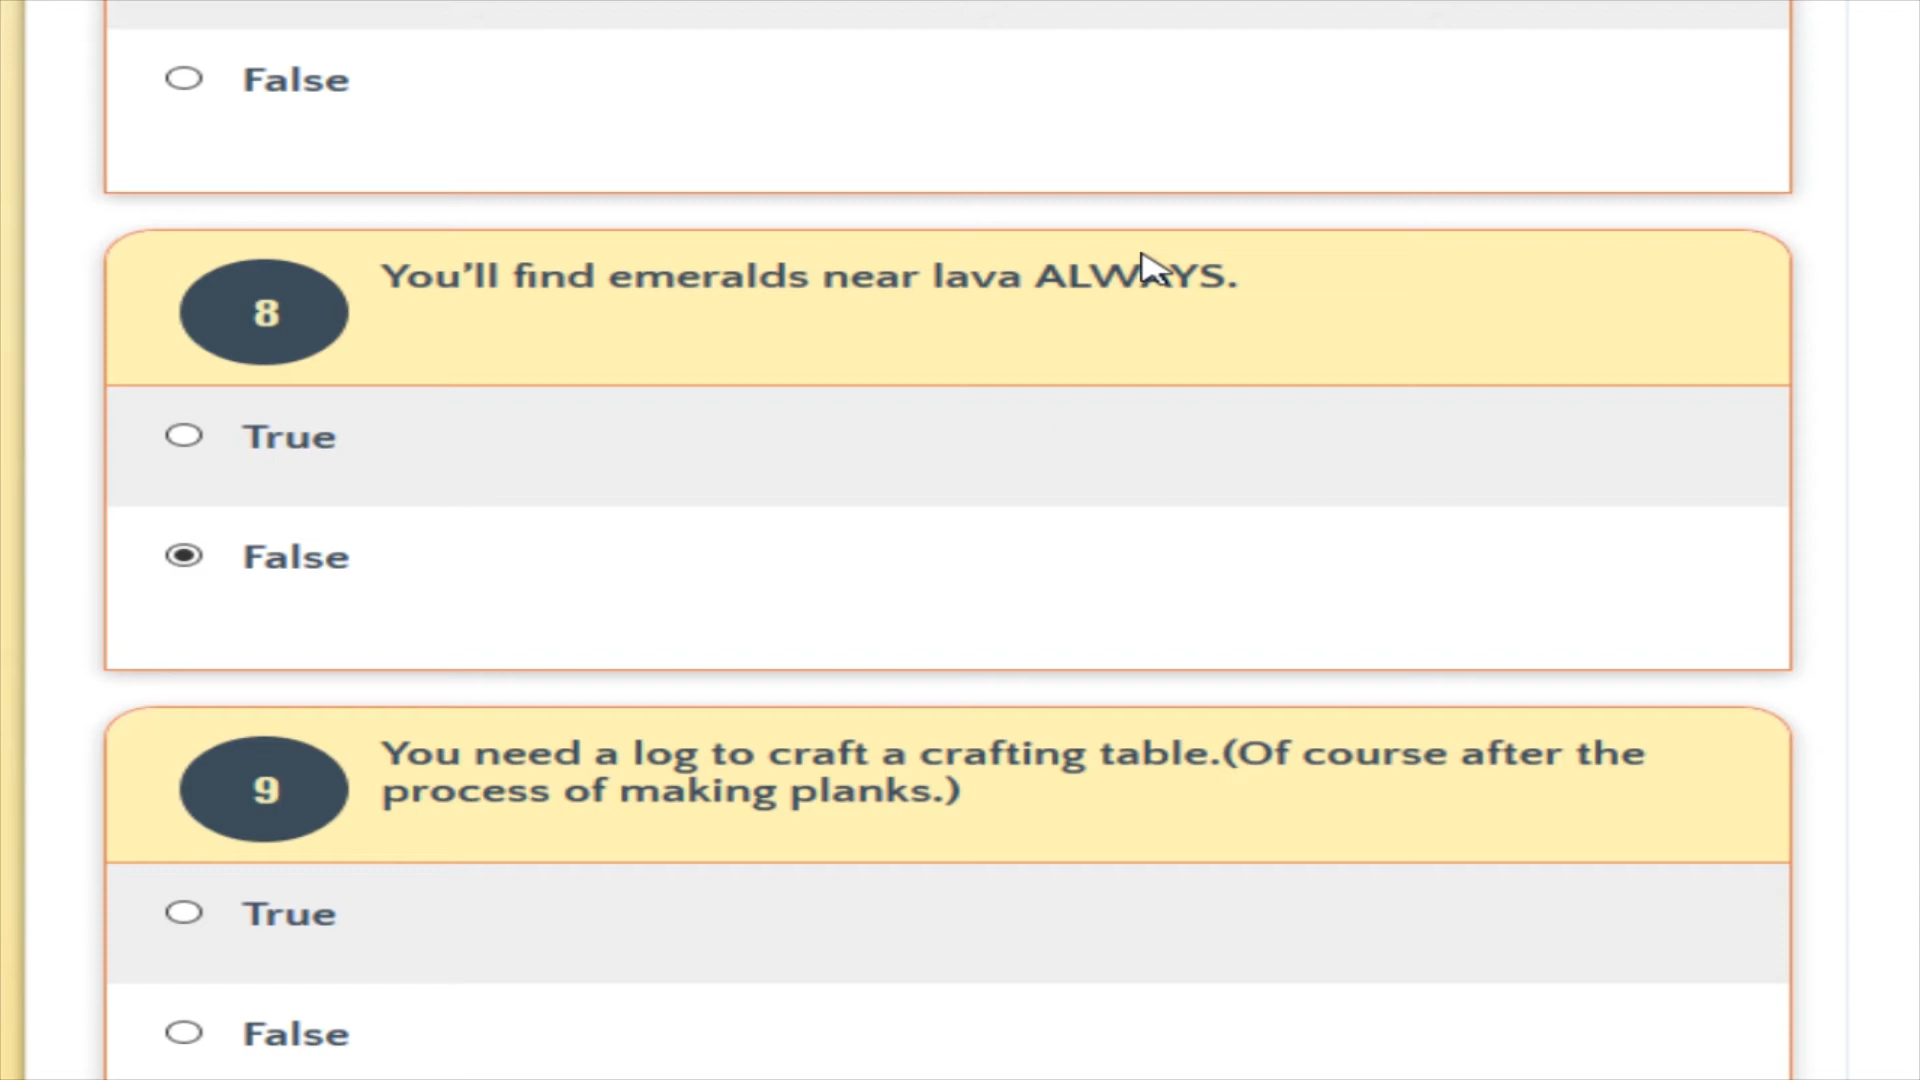 False
8
You’ll find emeralds near lava ALWAYS.
True
False
9
You need a log to craft a crafting table.(Of course after the
process of making planks.)
True
False